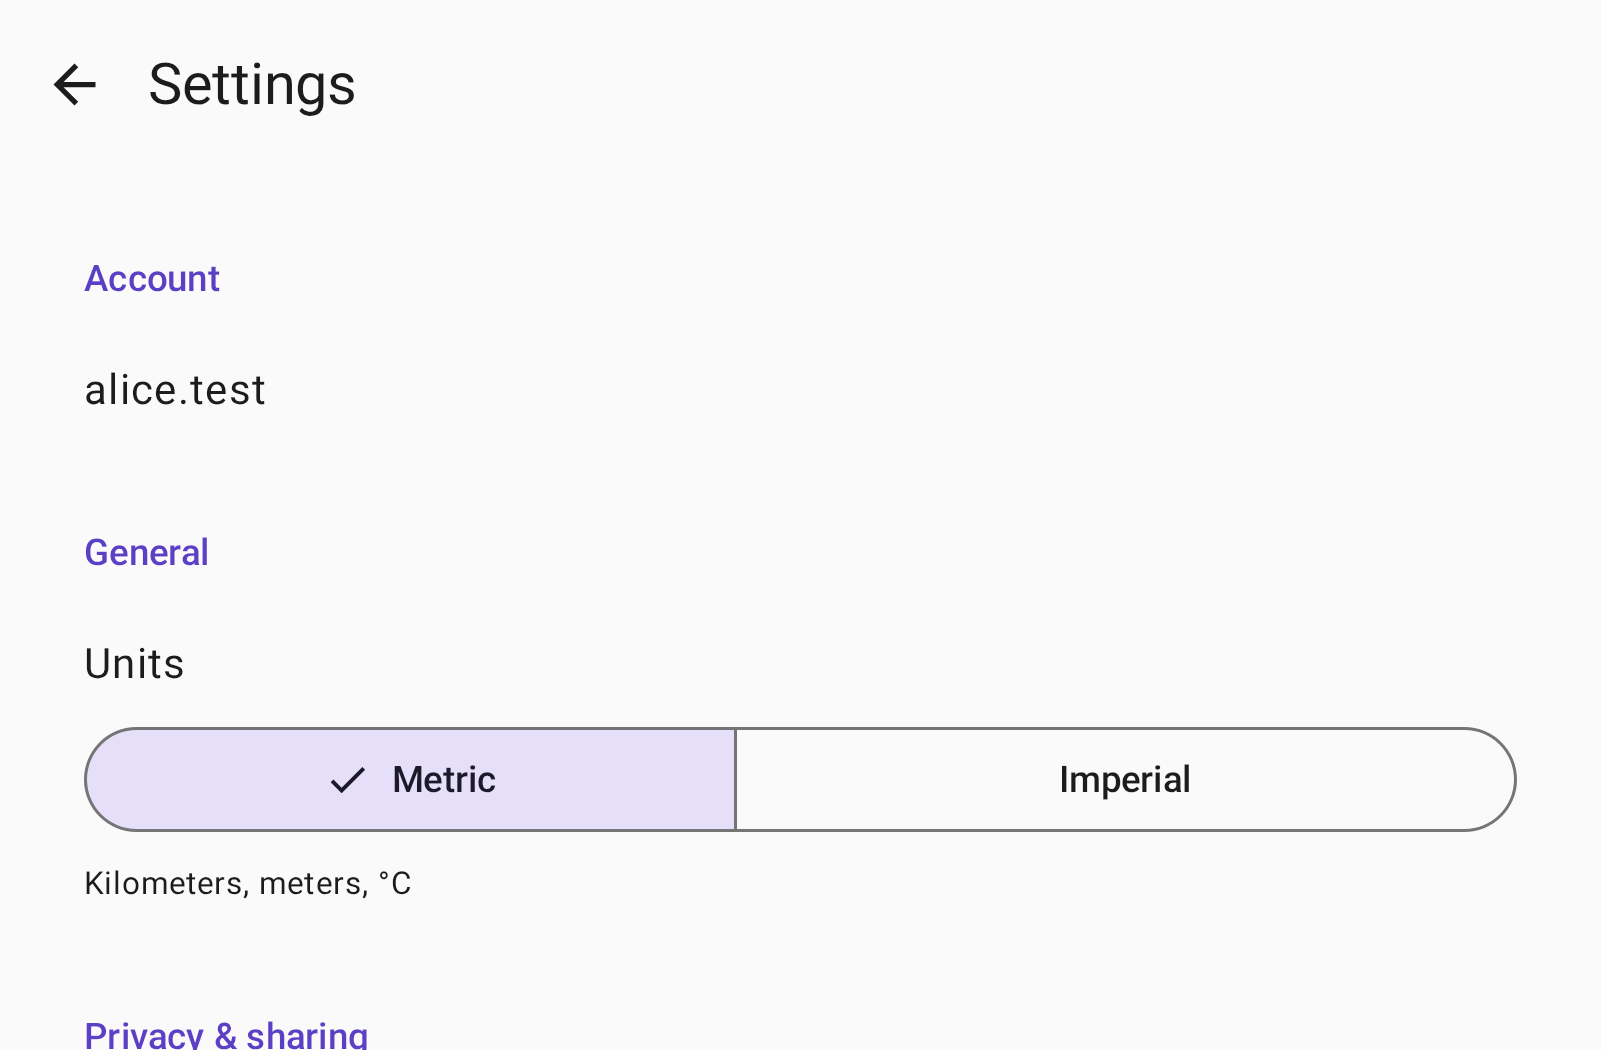 Settings
Account
alice.test
General
Units
Metric
Imperial
Kilometers, meters, °C
Privacy & sharing